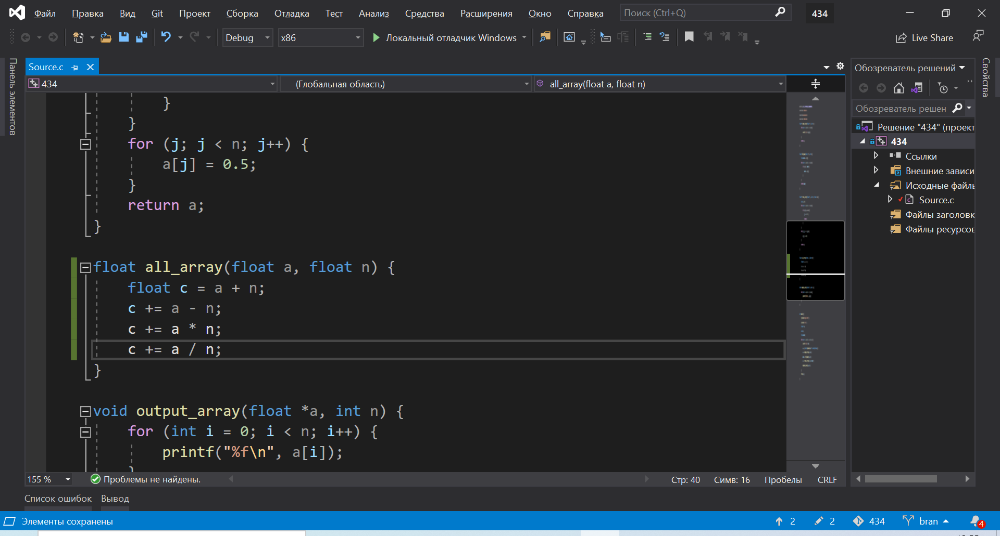 Файл Правка Вид Git Проект Сборка Отладка Тест Анализ Средства Расширения Окно Справка Поиск (Ctrl+Q) 434
Debug x86 Локальный отладчик Windows Live Share
Панель элементов
Source.c
434 (Глобальная область) all_array(float a, float n)
}
}
for (j; j < n; j++) {
a[j] = 0.5;
}
return a;
}
float all_array(float a, float n) {
float c = a + n;
c += a - n;
c += a * n;
c += a / n;
}
void output_array(float *a, int n) {
for (int i = 0; i < n; i++) {
printf("%f\n", a[i]);
}
155 % Проблемы не найдены. Стр: 40 Симв: 16 Пробелы CRLF
Список ошибок Вывод
Обозреватель решений
Обозреватель решен
Решение "434" (проект
434
Ссылки
Внешние зависи
Исходные файлы
Source.c
Файлы заголовк
Файлы ресурсов
Свойства
Элементы сохранены 2 2 434 bran 4